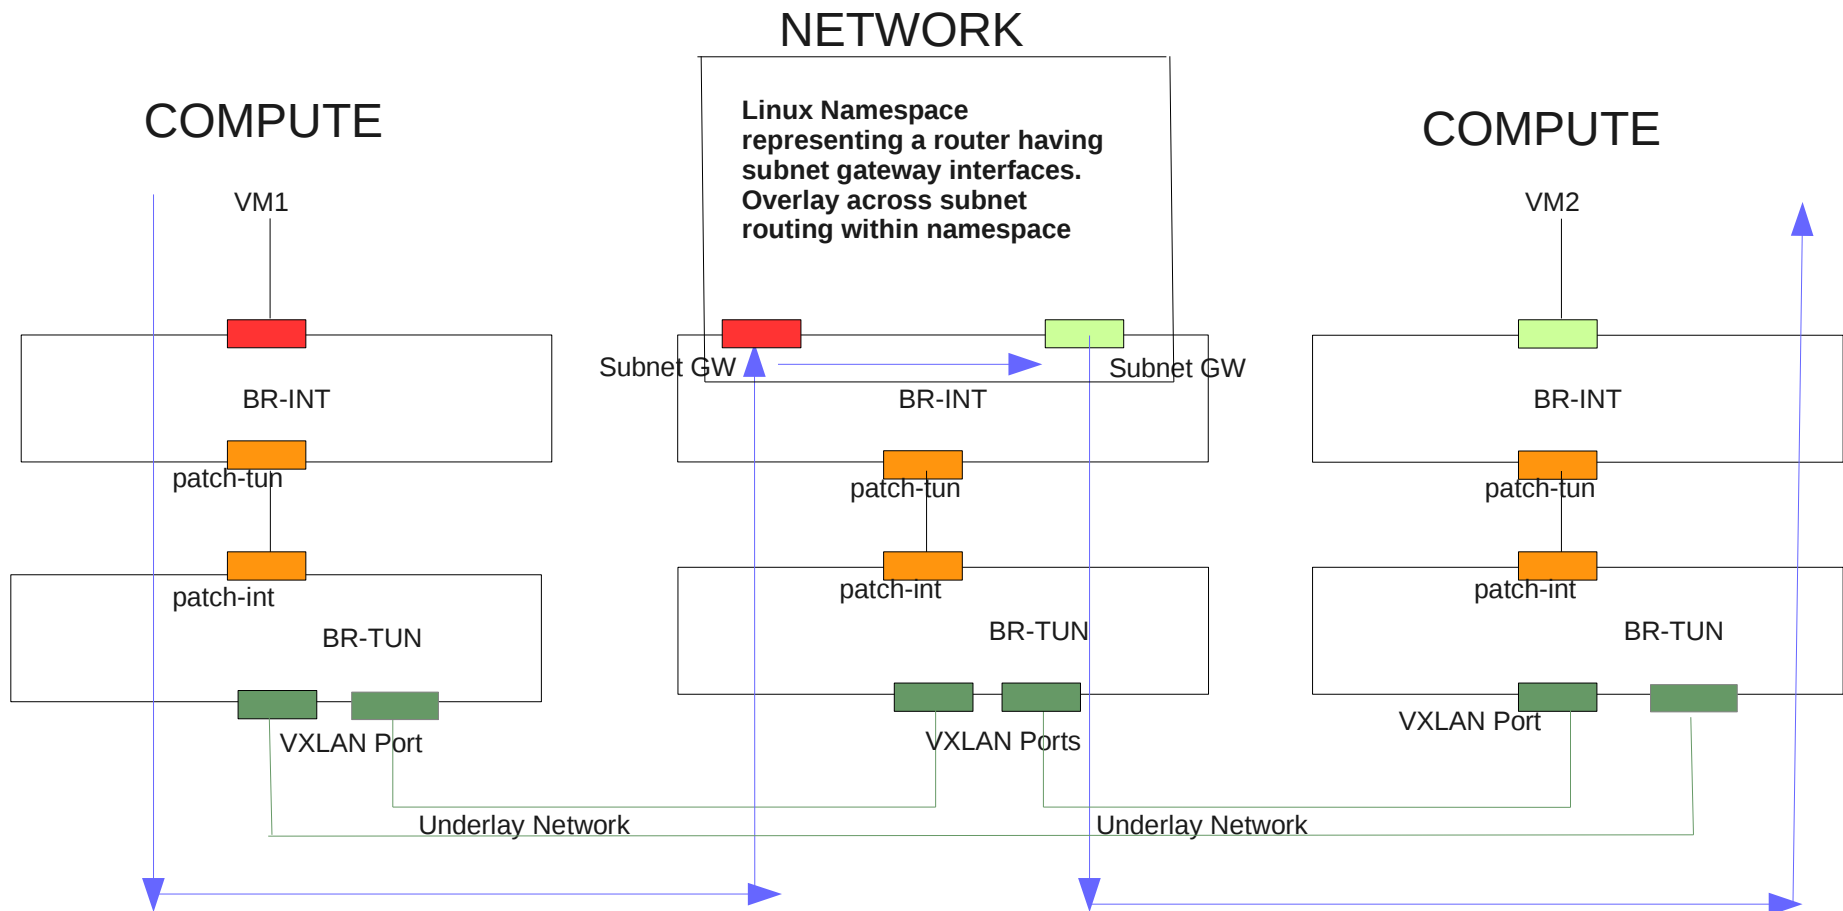 NETWORK
COMPUTE
COMPUTE
Linux Namespace
representing a router having
subnet gateway interfaces.
Overlay across subnet
routing within namespace
VM1
VM2
Subnet GW
Subnet GW
BR-INT
BR-INT
BR-INT
patch-tun
patch-tun
patch-tun
patch-int
patch-int
patch-int
BR-TUN
BR-TUN
BR-TUN
VXLAN Port
VXLAN Ports
VXLAN Port
Underlay Network
Underlay Network